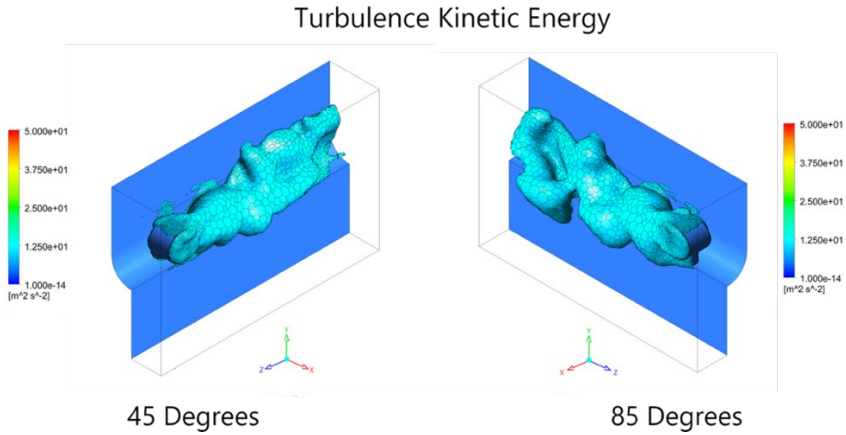 Turbulence Kinetic Energy
5.000e+01
3.750e+01
2.500e+01
1.250e+01
1.000e-14
[m^2 s^-2]
Y
Z
X
45 Degrees
5.000e+01
3.750e+01
2.500e+01
1.250e+01
1.000e-14
[m^2 s^-2]
Y
X
Z
85 Degrees